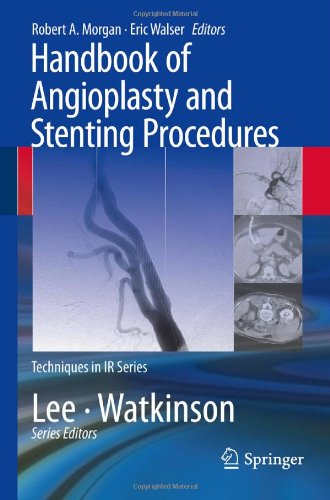 Robert A. Morgan · Eric Walser Editors
Handbook of
Angioplasty and
Stenting Procedures
Techniques in IR Series
Lee · Watkinson
Series Editors
Springer